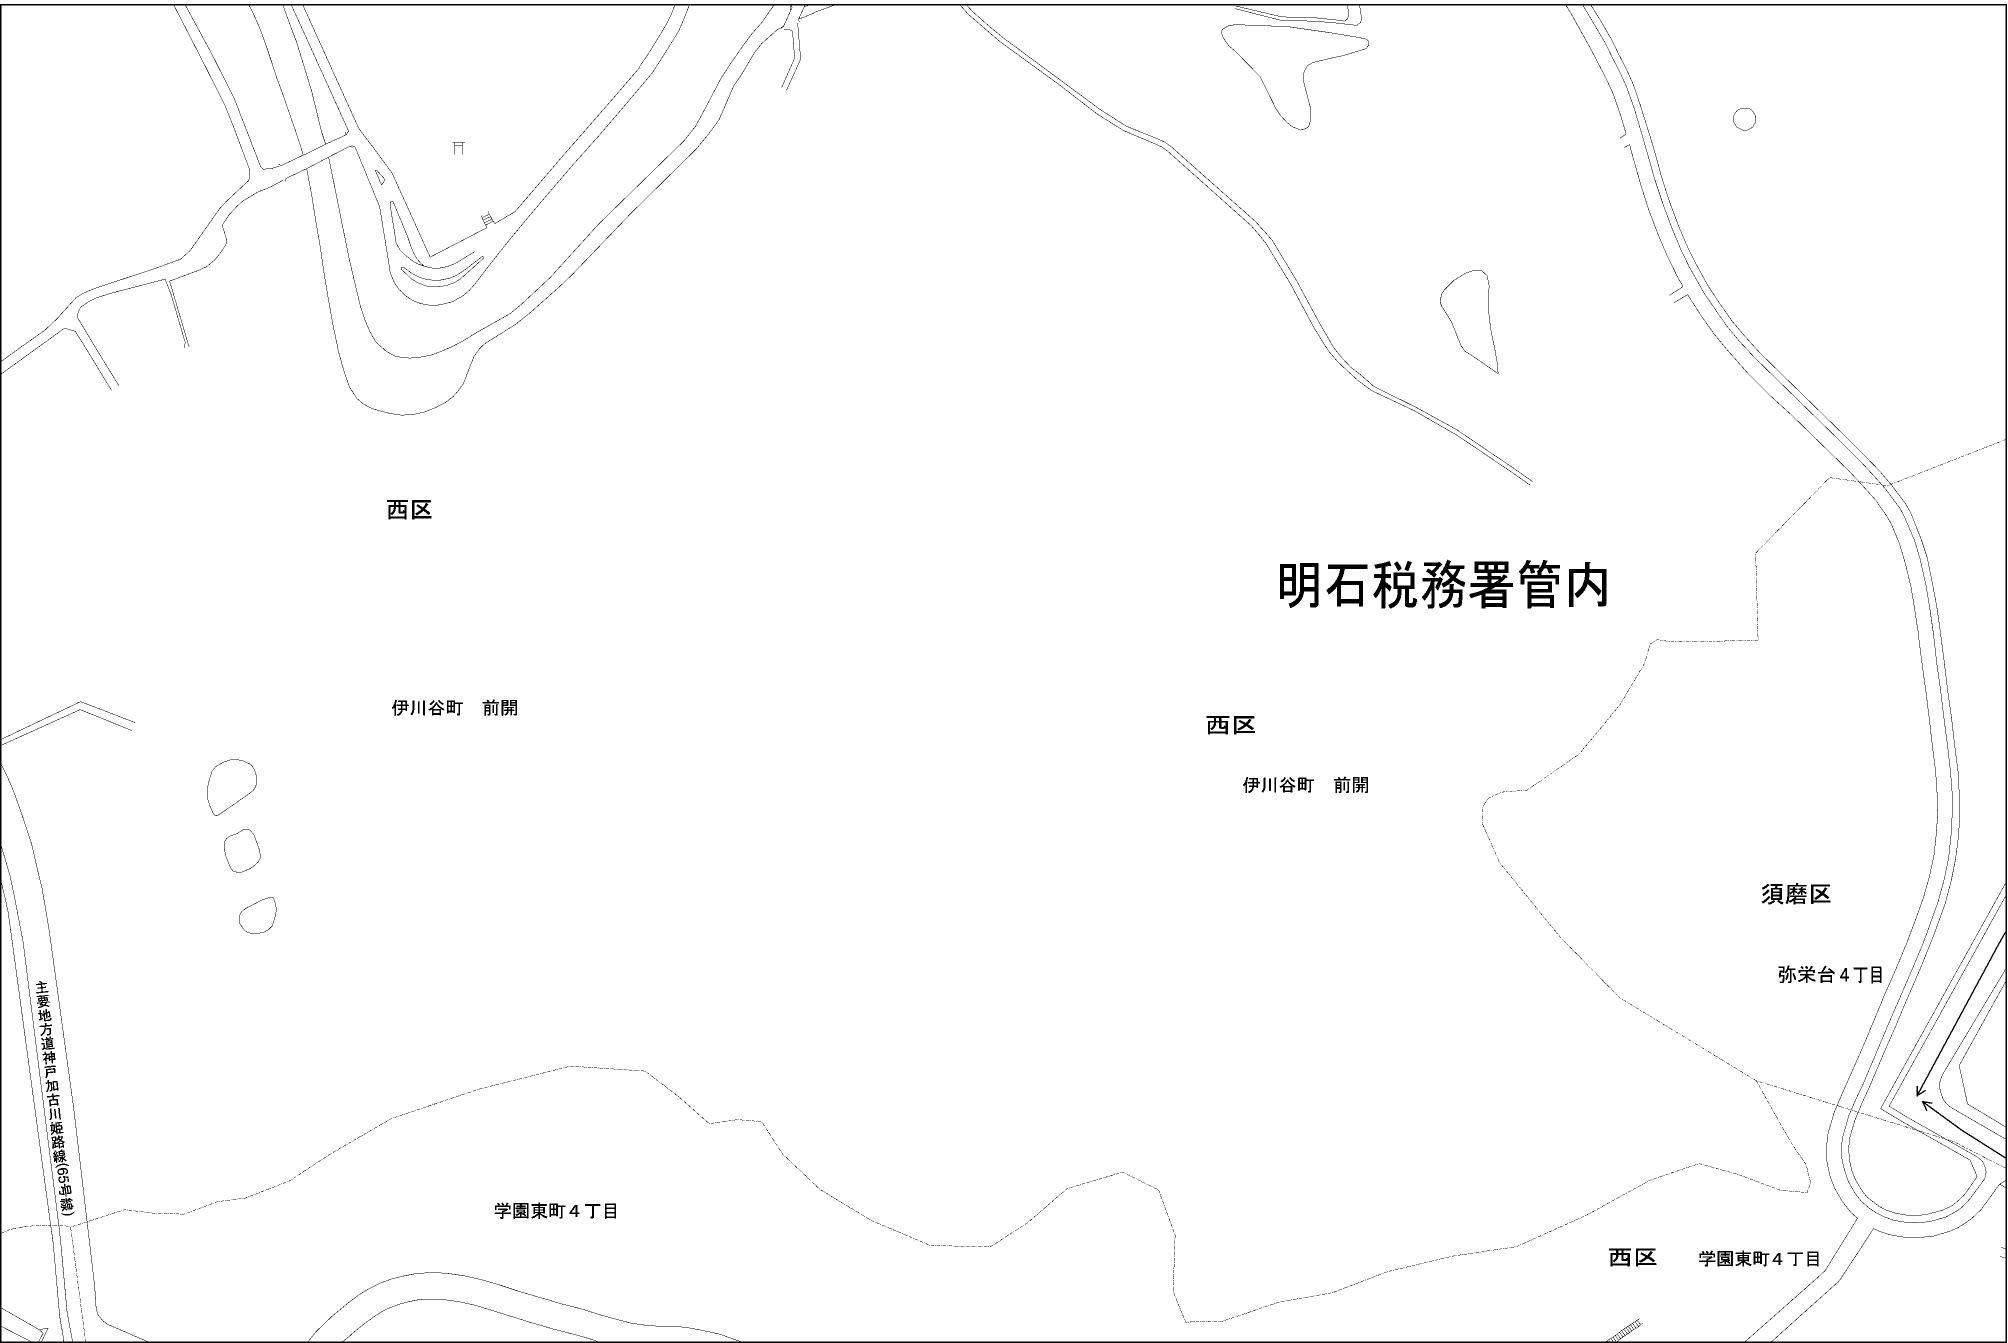 西区
明石税務署管内
伊川谷町　前開
西区
伊川谷町　前開
須磨区
弥栄台４丁目
主要地方道神戸加古川姫路線(65号線)
学園東町４丁目
西区　学園東町４丁目